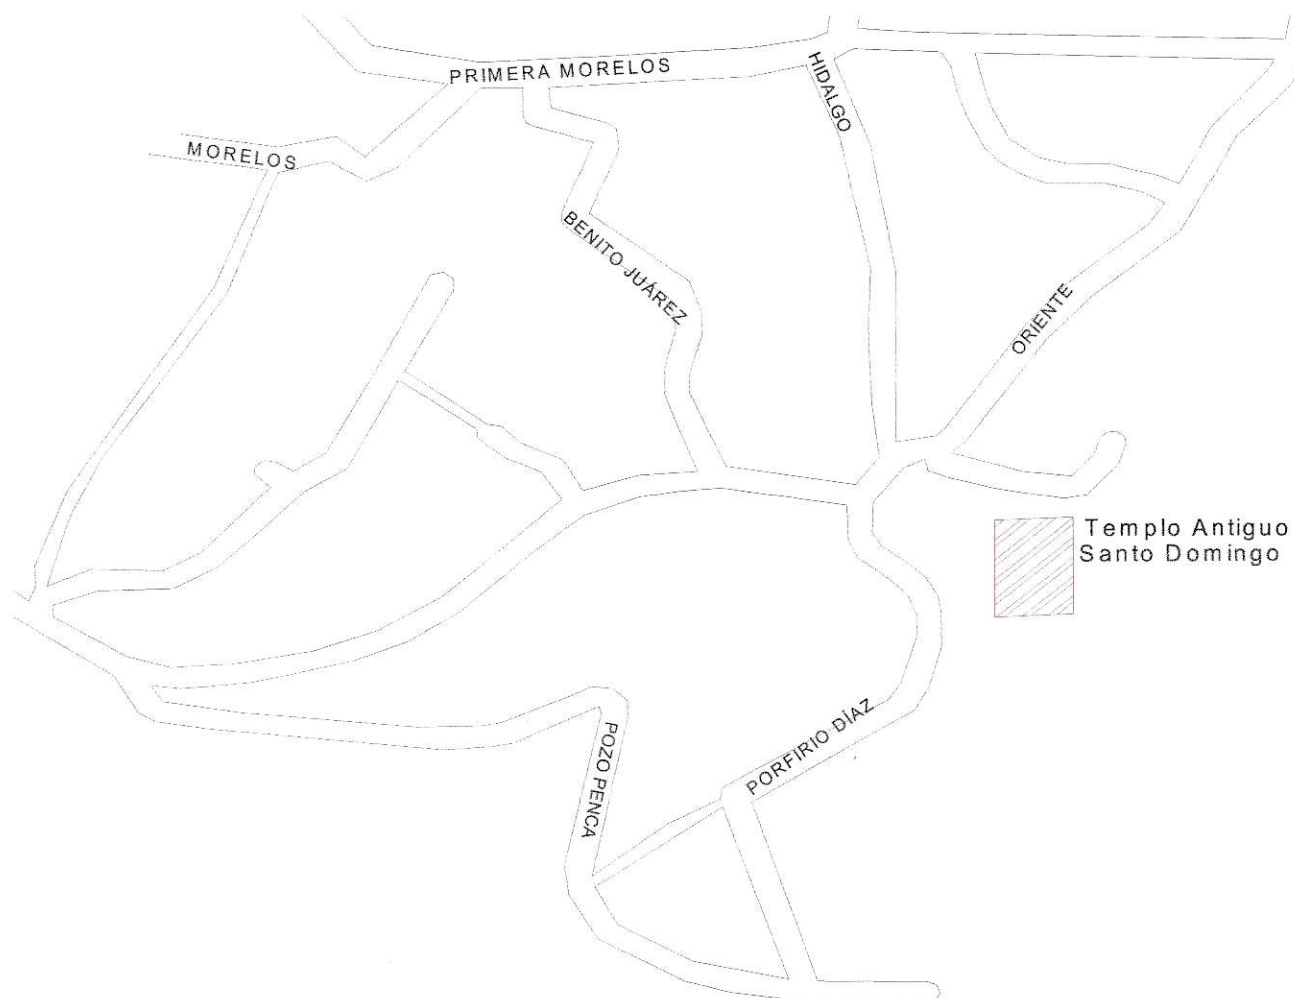 PRIMERA MORELOS
HIDALGO
MORELOS
BENITO JUÁREZ
ORIENTE
Templo Antiguo
Santo Domingo
PORFIRIO DÍAZ
POZO PENCA